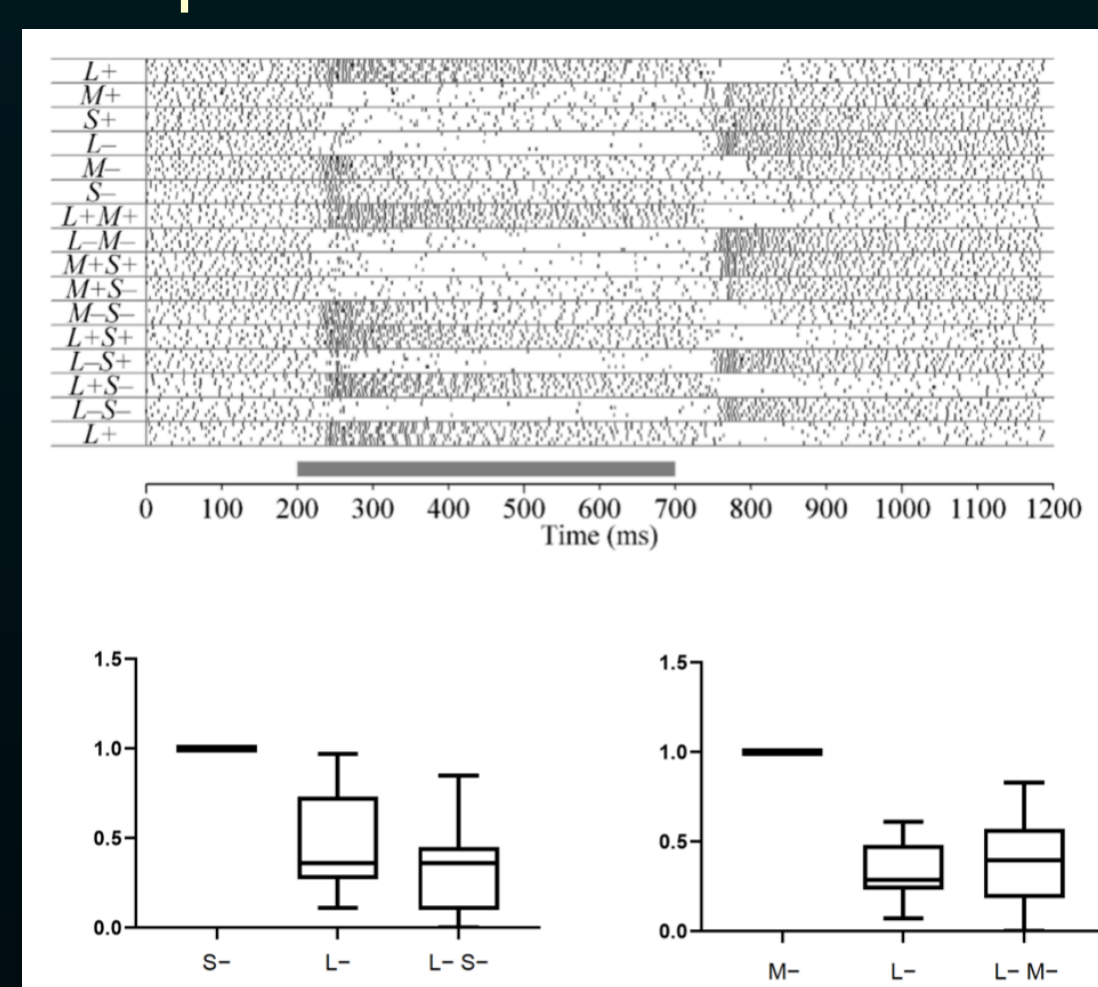 L+
M+
S+
L–
M–
S–
L+M+
L–M–
M+S+
M+S–
M–S–
L+S+
L–S+
L+S–
L–S–
L+
0 100 200 300 400 500 600 700 800 900 1000 1100 1200
Time (ms)
1.5
1.0
0.5
0.0
S− L− L− S−
1.5
1.0
0.5
0.0
M− L− L− M−